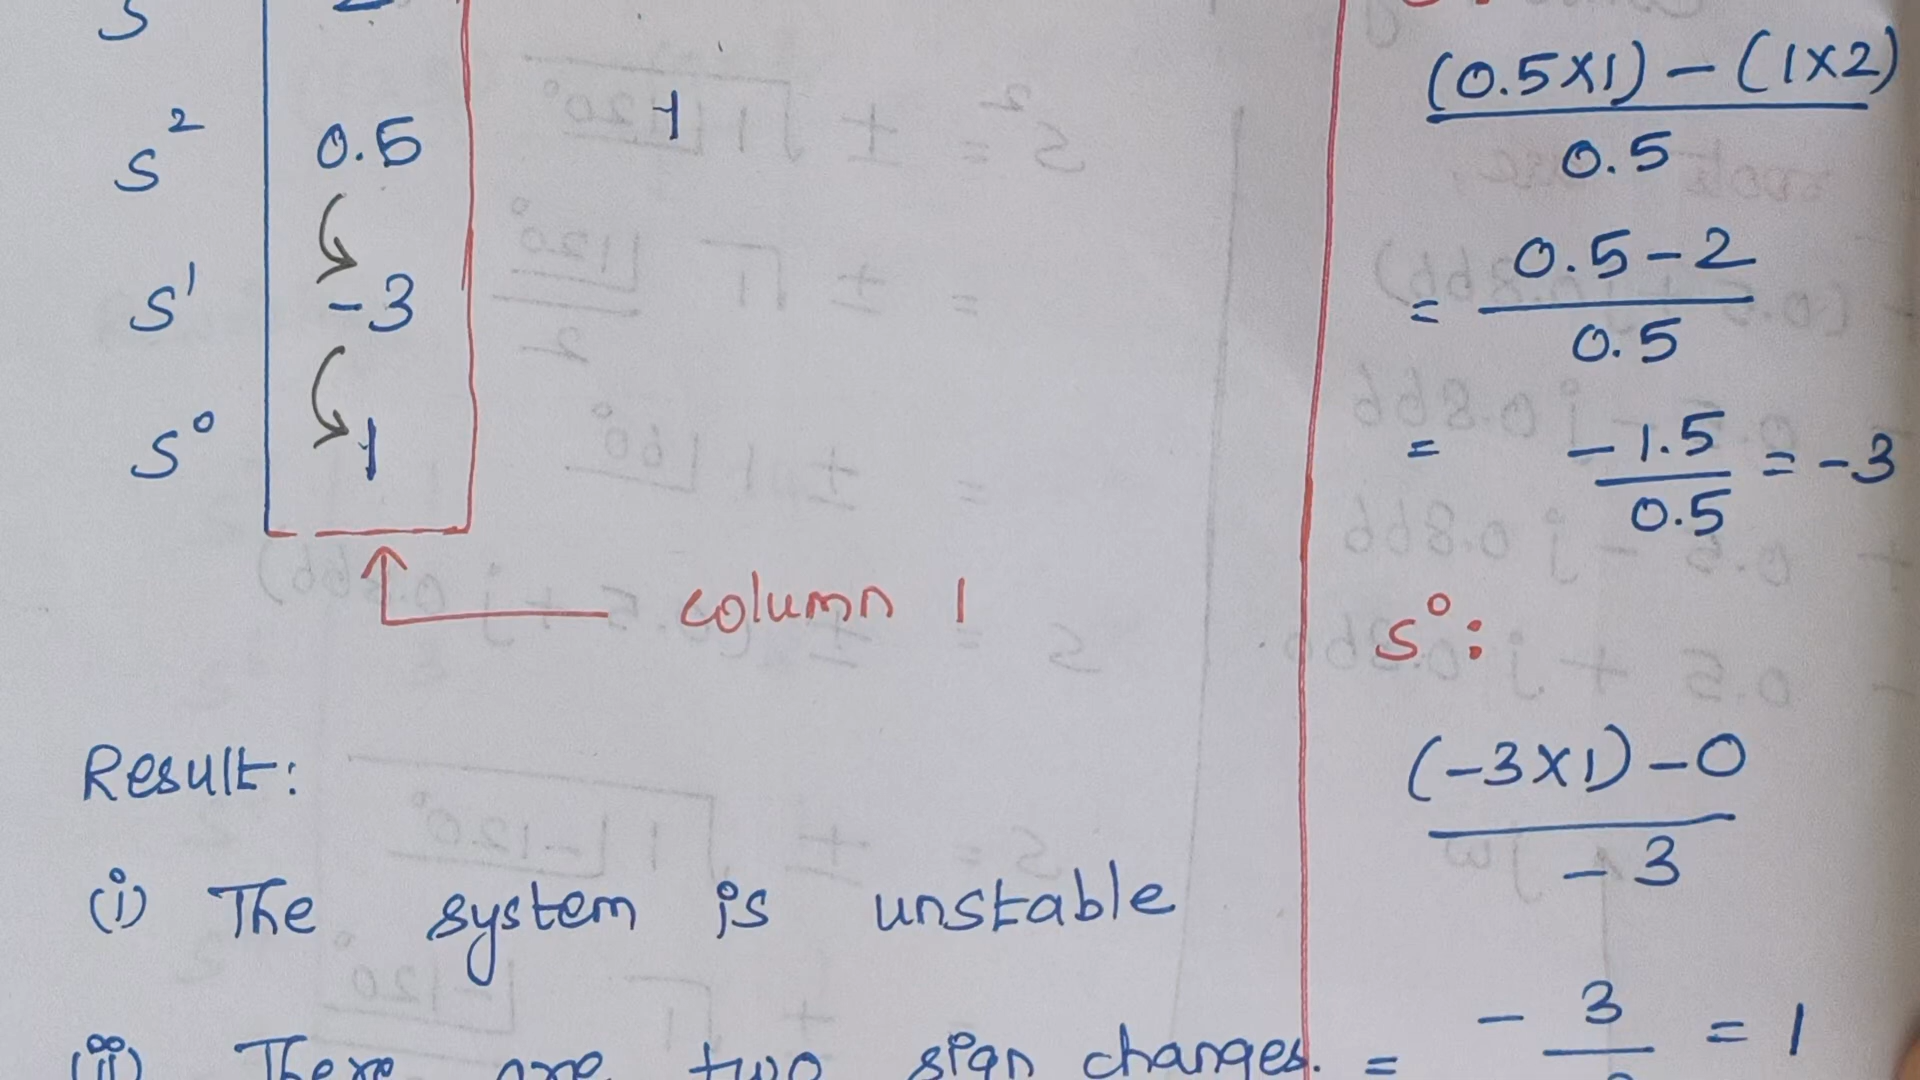 s
s² 0.5 1
s¹ -3
s⁰ 1
column 1
Result:
(i) The system is unstable
(ii) There are two sign changes.
(0.5×1) - (1×2)
0.5
= 0.5-2
0.5
= -1.5 = -3
0.5
s⁰:
(-3×1) - 0
-3
= -3 = 1